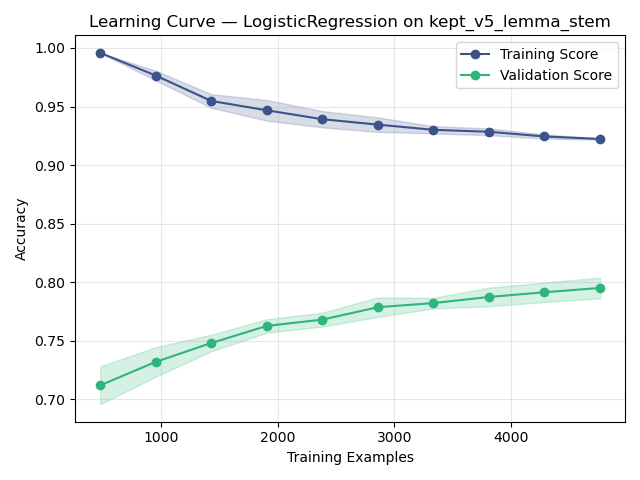 Learning Curve — LogisticRegression on kept_v5_lemma_stem
1.00
0.95
0.90
0.85
0.80
0.75
0.70
Accuracy
Training Score
Validation Score
1000
2000
3000
4000
Training Examples